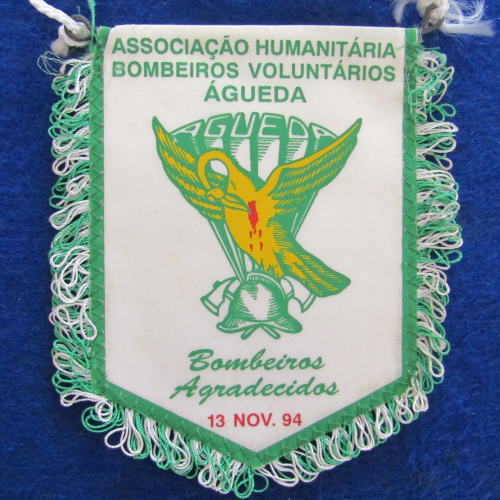 ASSOCIAÇÃO HUMANITÁRIA
BOMBEIROS VOLUNTÁRIOS
ÁGUEDA
AGUEDA
Bombeiros
Agradecidos
13 NOV. 94